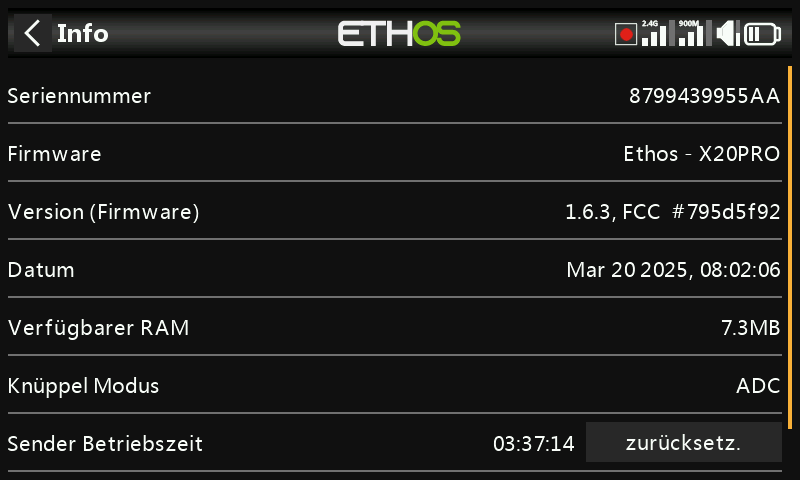 Info ETHOS 2.4G 900M
Seriennummer 8799439955AA
Firmware Ethos - X20PRO
Version (Firmware) 1.6.3, FCC #795d5f92
Datum Mar 20 2025, 08:02:06
Verfügbarer RAM 7.3MB
Knüppel Modus ADC
Sender Betriebszeit 03:37:14 zurücksetz.